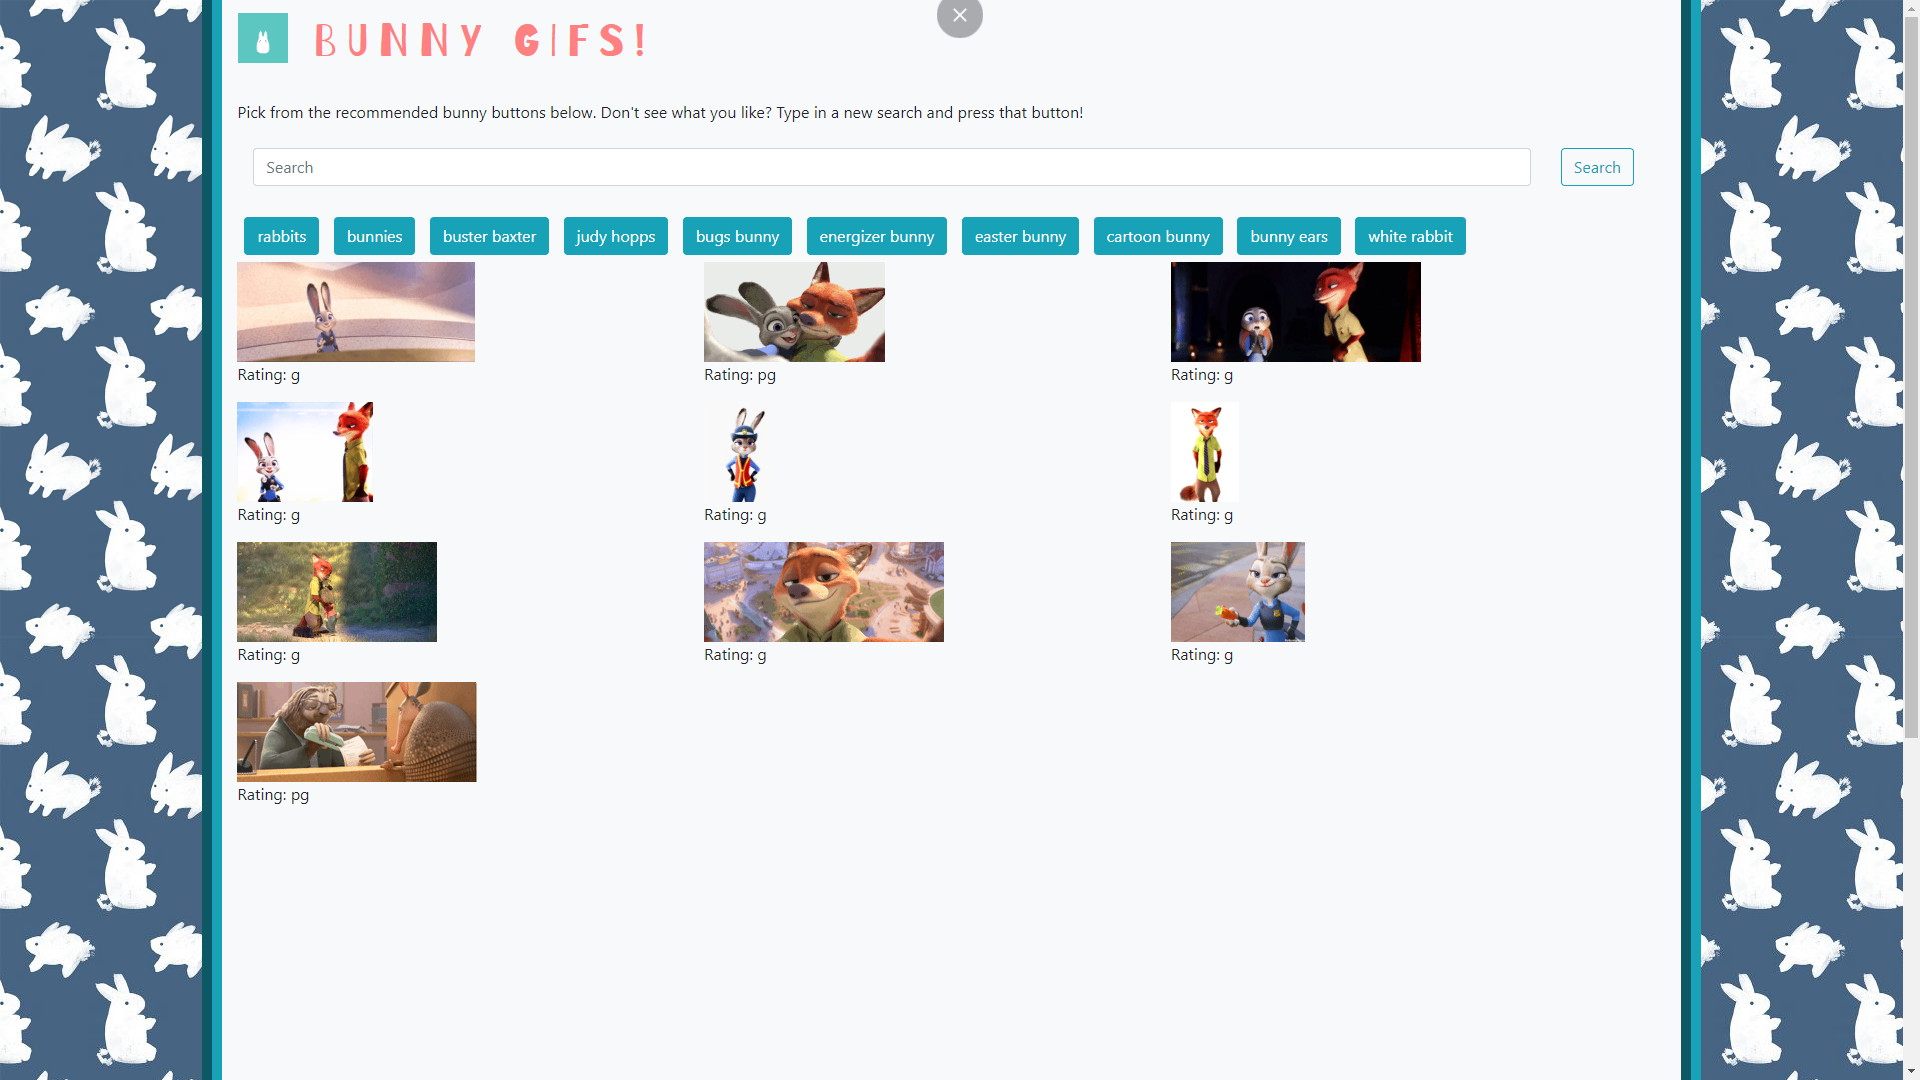 BUNNY GIFS!
Pick from the recommended bunny buttons below. Don't see what you like? Type in a new search and press that button!
Search Search
rabbits bunnies buster baxter judy hopps bugs bunny energizer bunny easter bunny cartoon bunny bunny ears white rabbit
Rating: g Rating: pg Rating: g
Rating: g Rating: g Rating: g
Rating: g Rating: g Rating: g
Rating: pg